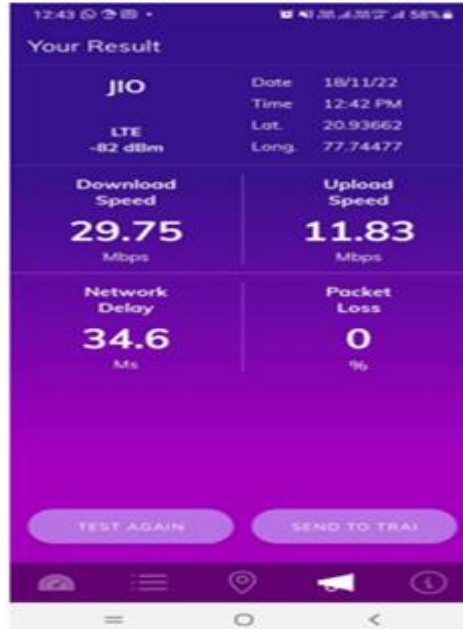 12:43 58%
Your Result
JIO
LTE
-82 dBm
Date 18/11/22
Time 12:42 PM
Lat. 20.93662
Long. 77.74477
Download
Speed
29.75
Mbps
Upload
Speed
11.83
Mbps
Network
Delay
34.6
Ms
Packet
Loss
0
%
TEST AGAIN
SEND TO TRAI